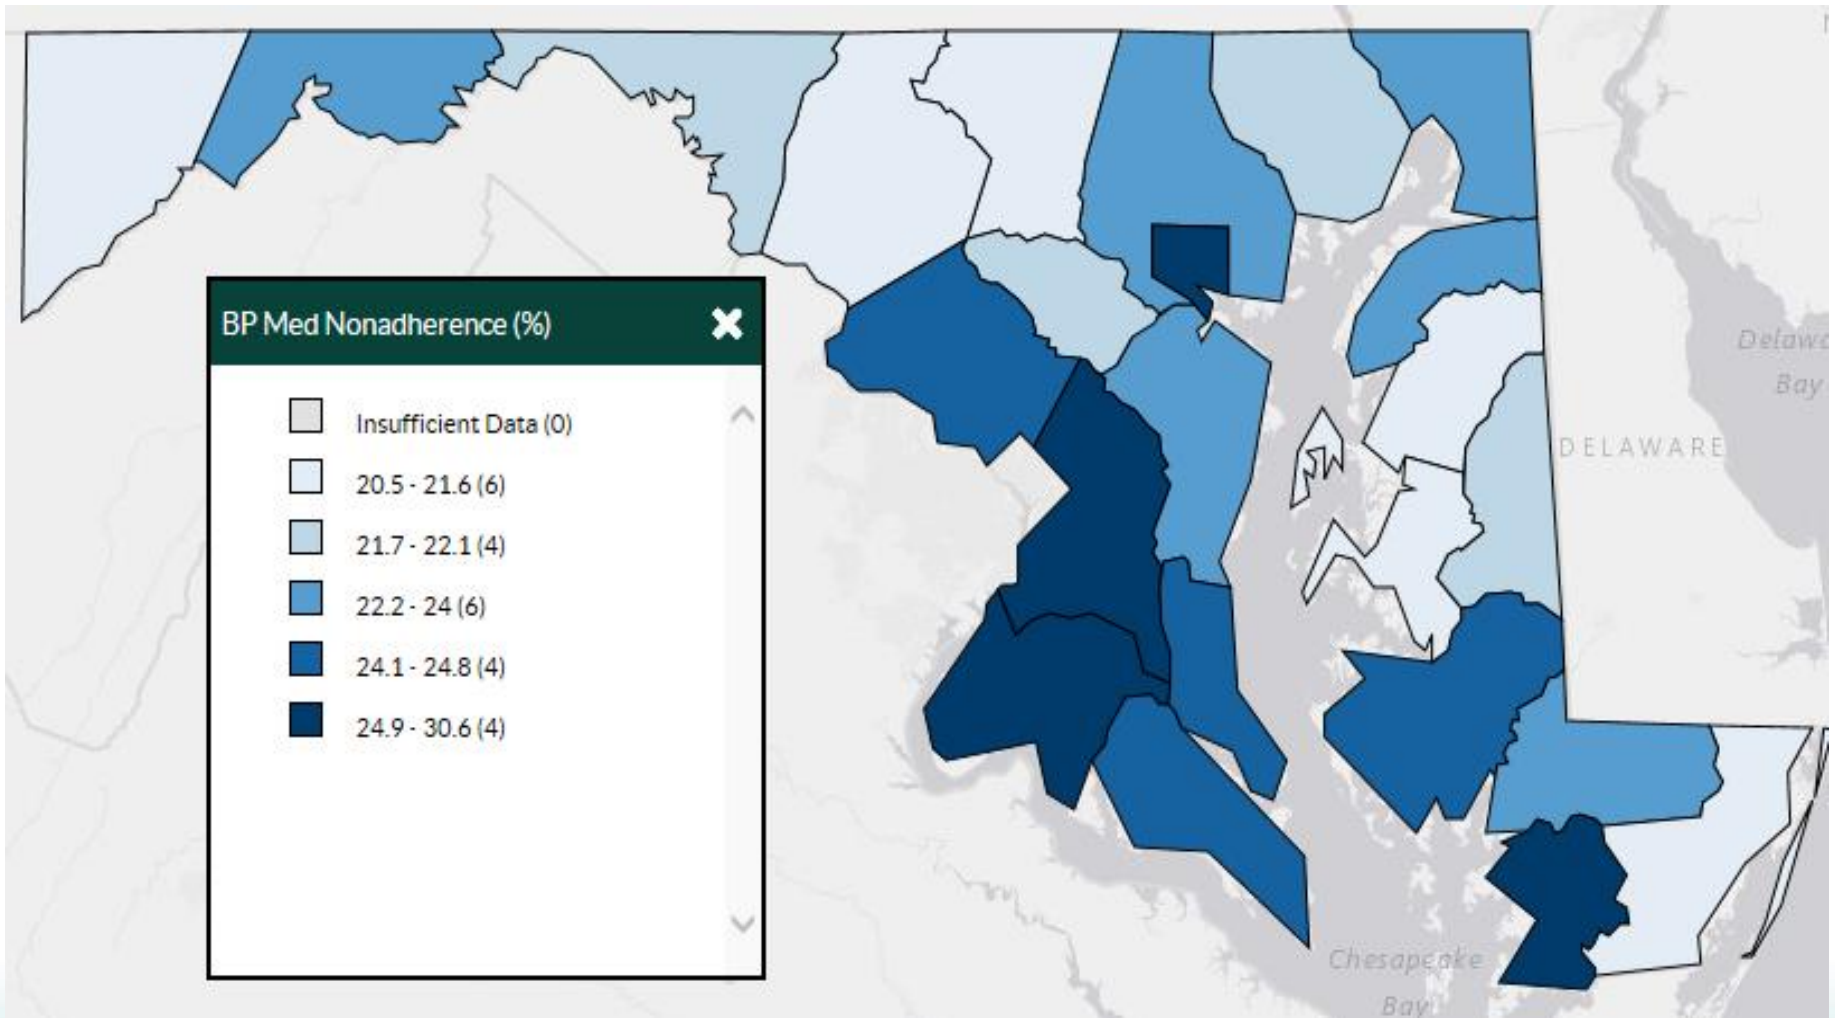 BP Med Nonadherence (%)
Insufficient Data (0)
20.5 - 21.6 (6)
21.7 - 22.1 (4)
22.2 - 24 (6)
24.1 - 24.8 (4)
24.9 - 30.6 (4)
Bay
DELAWARE
Chesapeake
Bay